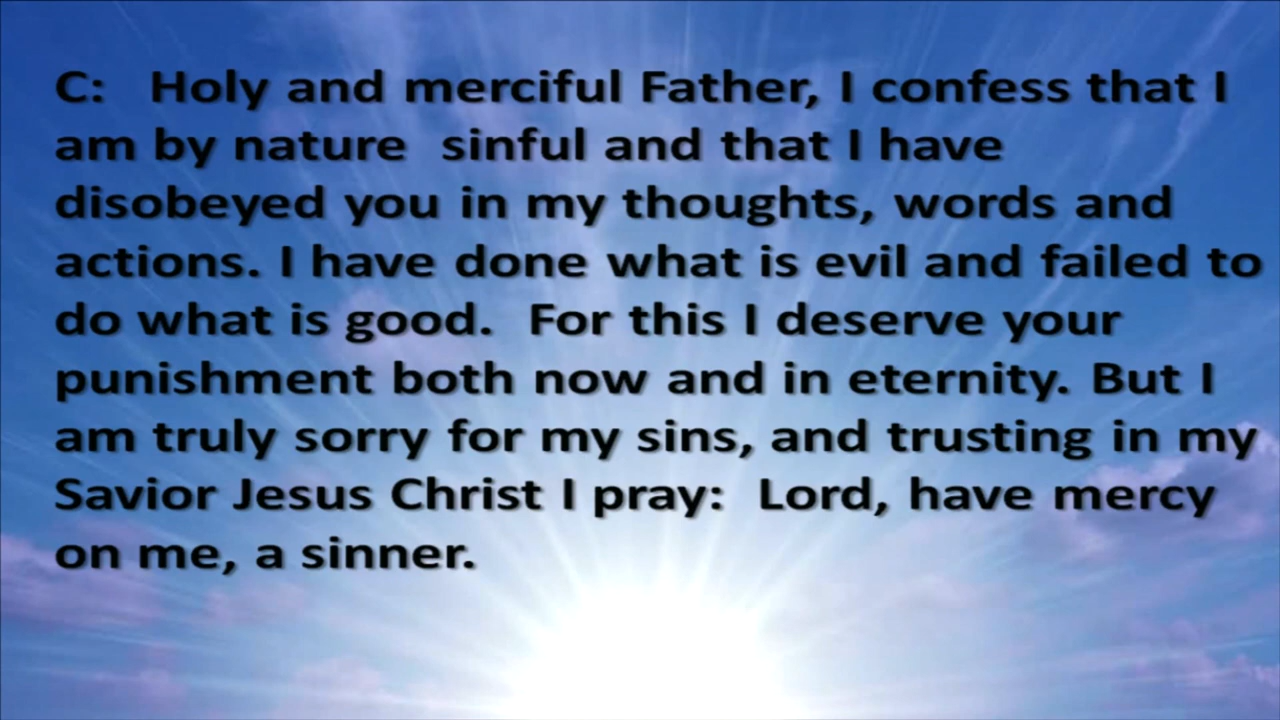 C:   Holy and merciful Father, I confess that I
am by nature  sinful and that I have
disobeyed you in my thoughts, words and
actions. I have done what is evil and failed to
do what is good.  For this I deserve your
punishment both now and in eternity. But I
am truly sorry for my sins, and trusting in my
Savior Jesus Christ I pray:  Lord, have mercy
on me, a sinner.